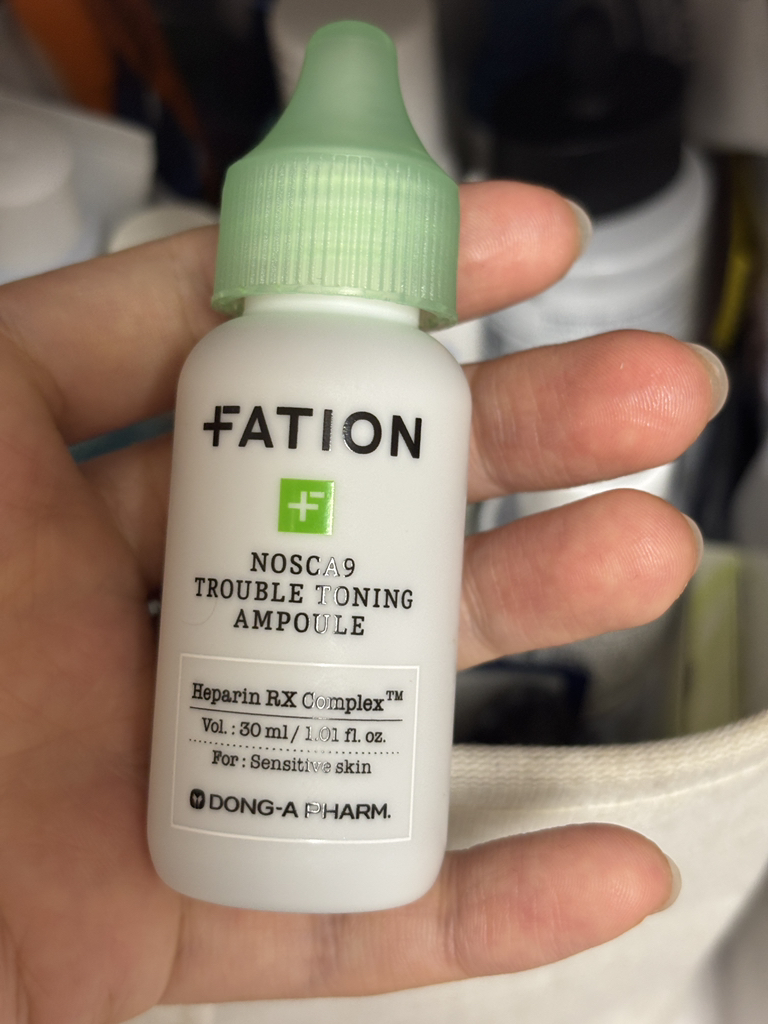 FATION
+F
NOSCA9
TROUBLE TONING
AMPOULE
Heparin RX Complex™
Vol. : 30 ml / 1.01 fl. oz.
For : Sensitive skin
DONG-A PHARM.